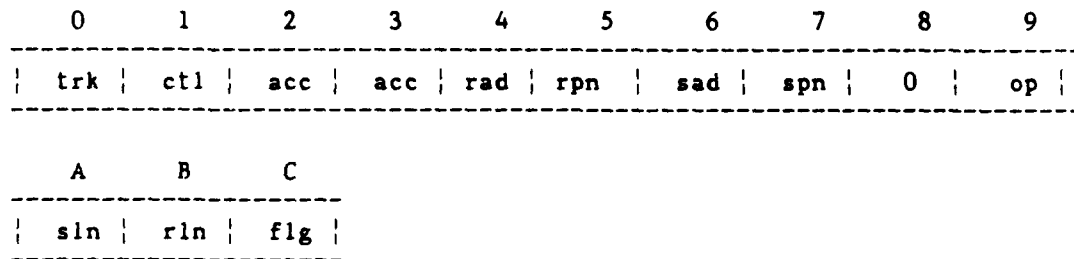 0 1 2 3 4 5 6 7 8 9
trk ctl acc acc rad rpn sad spn 0 op
A B C
sln rln flg